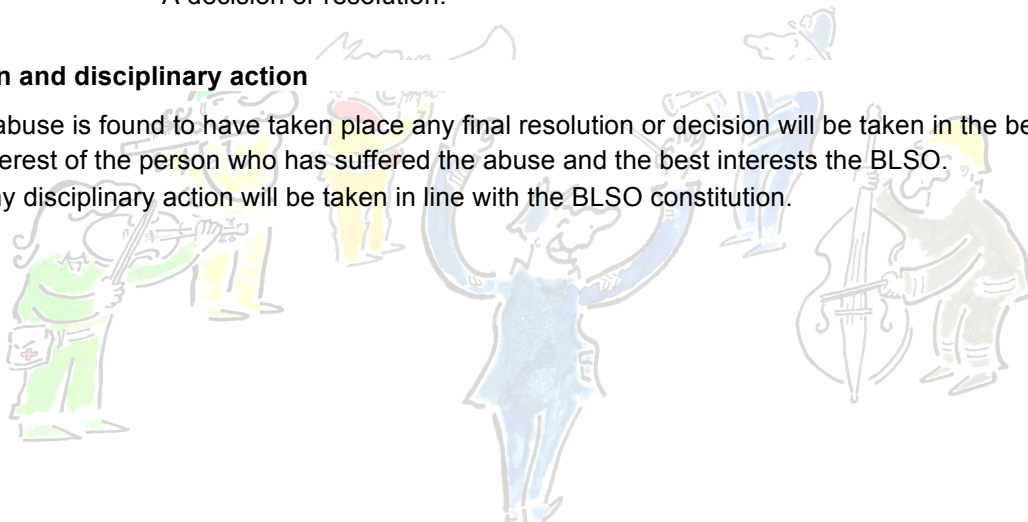 A decision or resolution.
n and disciplinary action
abuse is found to have taken place any final resolution or decision will be taken in the be
erest of the person who has suffered the abuse and the best interests the BLSO.
y disciplinary action will be taken in line with the BLSO constitution.